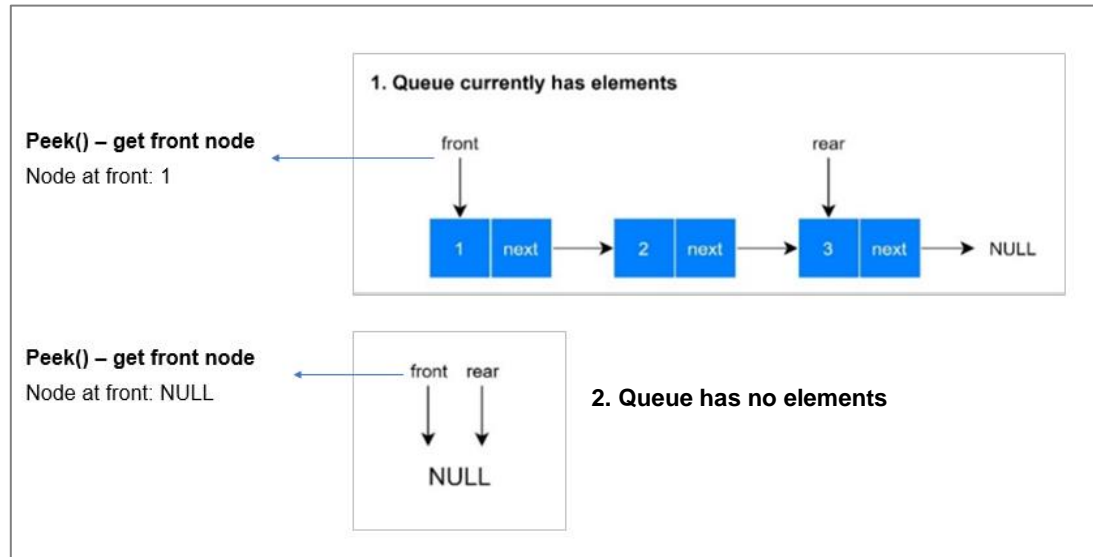 1. Queue currently has elements
Peek() – get front node
Node at front: 1
front
rear
1
next
2
next
3
next
NULL
Peek() – get front node
Node at front: NULL
front
rear
NULL
2. Queue has no elements